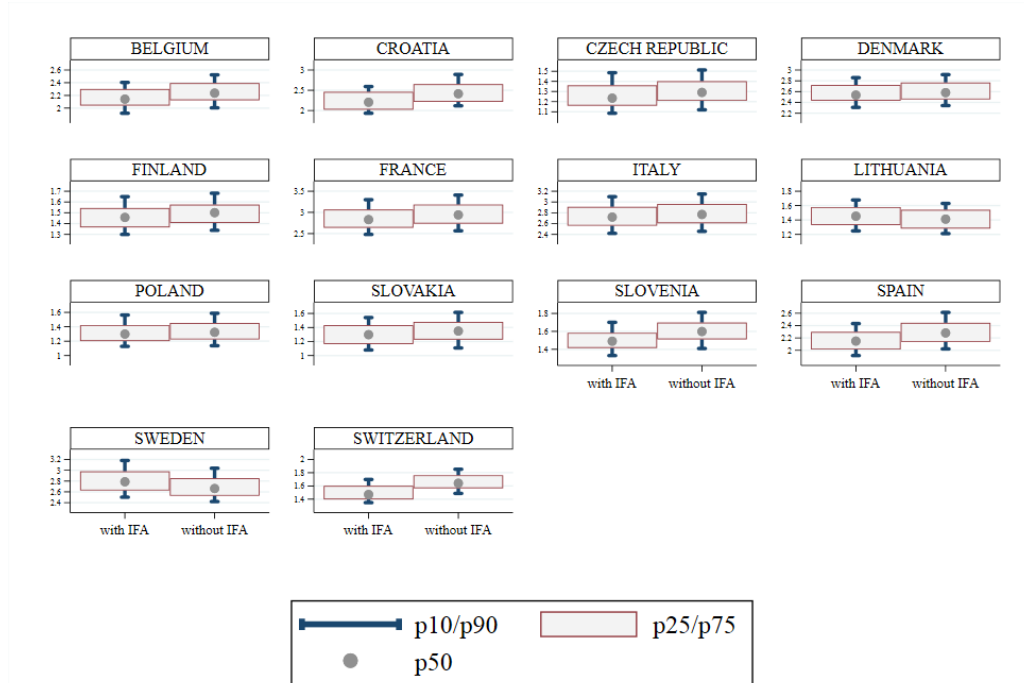 BELGIUM CROATIA CZECH REPUBLIC DENMARK
2.6 3 1.5 3
2.4 2.5 1.4 2.8
2.2 2 1.3 2.6
2 1.2 2.4
1.1 2.2
FINLAND FRANCE ITALY LITHUANIA
1.7 3.5 3.2 1.8
1.6 3 3 1.6
1.5 2.5 2.8 1.4
1.4 2.6 1.2
1.3 2.4
POLAND SLOVAKIA SLOVENIA SPAIN
1.6 1.6 1.8 2.6
1.4 1.4 1.6 2.4
1.2 1.2 1.4 2.2
1 1 2
with IFA without IFA with IFA without IFA
SWEDEN SWITZERLAND
3.2 2
3 1.8
2.8 1.6
2.6 1.4
2.4
with IFA without IFA with IFA without IFA
p10/p90 p25/p75
p50